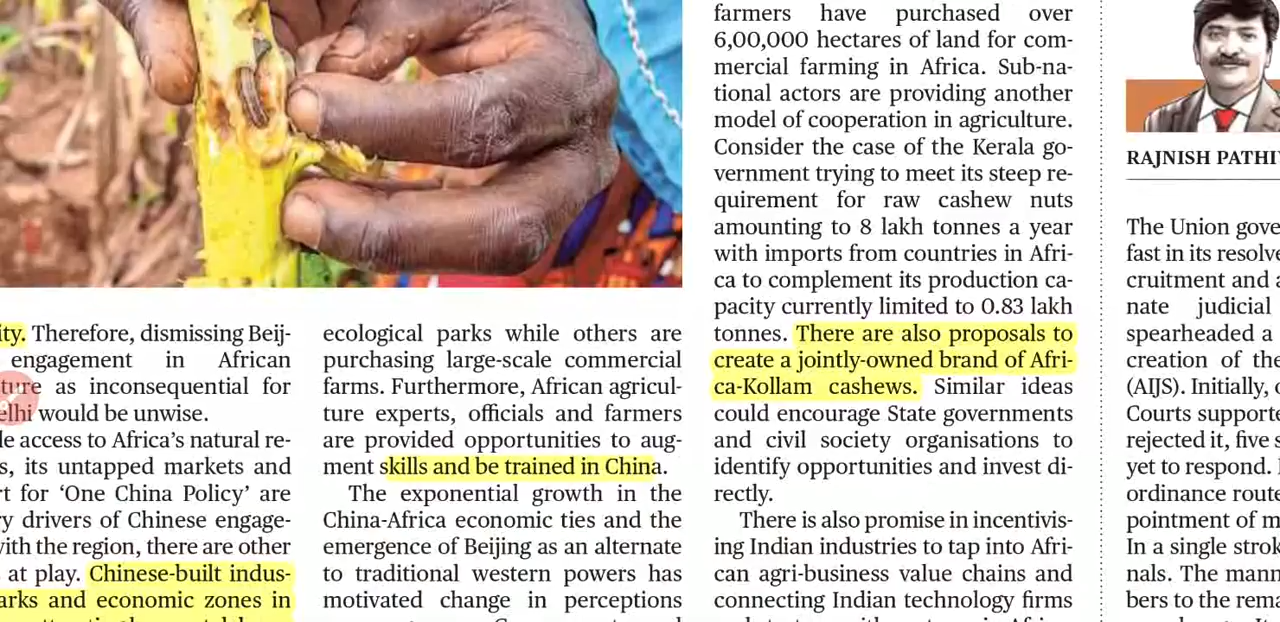 ity. Therefore, dismissing Beij-
engagement in African
ture as inconsequential for
elhi would be unwise.
le access to Africa's natural re-
s, its untapped markets and
rt for 'One China Policy' are
ry drivers of Chinese engage-
with the region, there are other
at play. Chinese-built indus-
arks and economic zones in
ecological parks while others are
purchasing large-scale commercial
farms. Furthermore, African agricul-
ture experts, officials and farmers
are provided opportunities to aug-
ment skills and be trained in China.
The exponential growth in the
China-Africa economic ties and the
emergence of Beijing as an alternate
to traditional western powers has
motivated change in perceptions
farmers have purchased over
6,00,000 hectares of land for com-
mercial farming in Africa. Sub-na-
tional actors are providing another
model of cooperation in agriculture.
Consider the case of the Kerala go-
vernment trying to meet its steep re-
quirement for raw cashew nuts
amounting to 8 lakh tonnes a year
with imports from countries in Afri-
ca to complement its production ca-
pacity currently limited to 0.83 lakh
tonnes. There are also proposals to
create a jointly-owned brand of Afri-
ca-Kollam cashews. Similar ideas
could encourage State governments
and civil society organisations to
identify opportunities and invest di-
rectly.
There is also promise in incentivis-
ing Indian industries to tap into Afri-
can agri-business value chains and
connecting Indian technology firms
RAJNISH PATHI
The Union gove
fast in its resolve
cruitment and a
nate judicial
spearheaded a
creation of the
(AIJS). Initially,
Courts supporte
rejected it, five s
yet to respond.
ordinance route
pointment of m
In a single strok
nals. The mann
bers to the rema